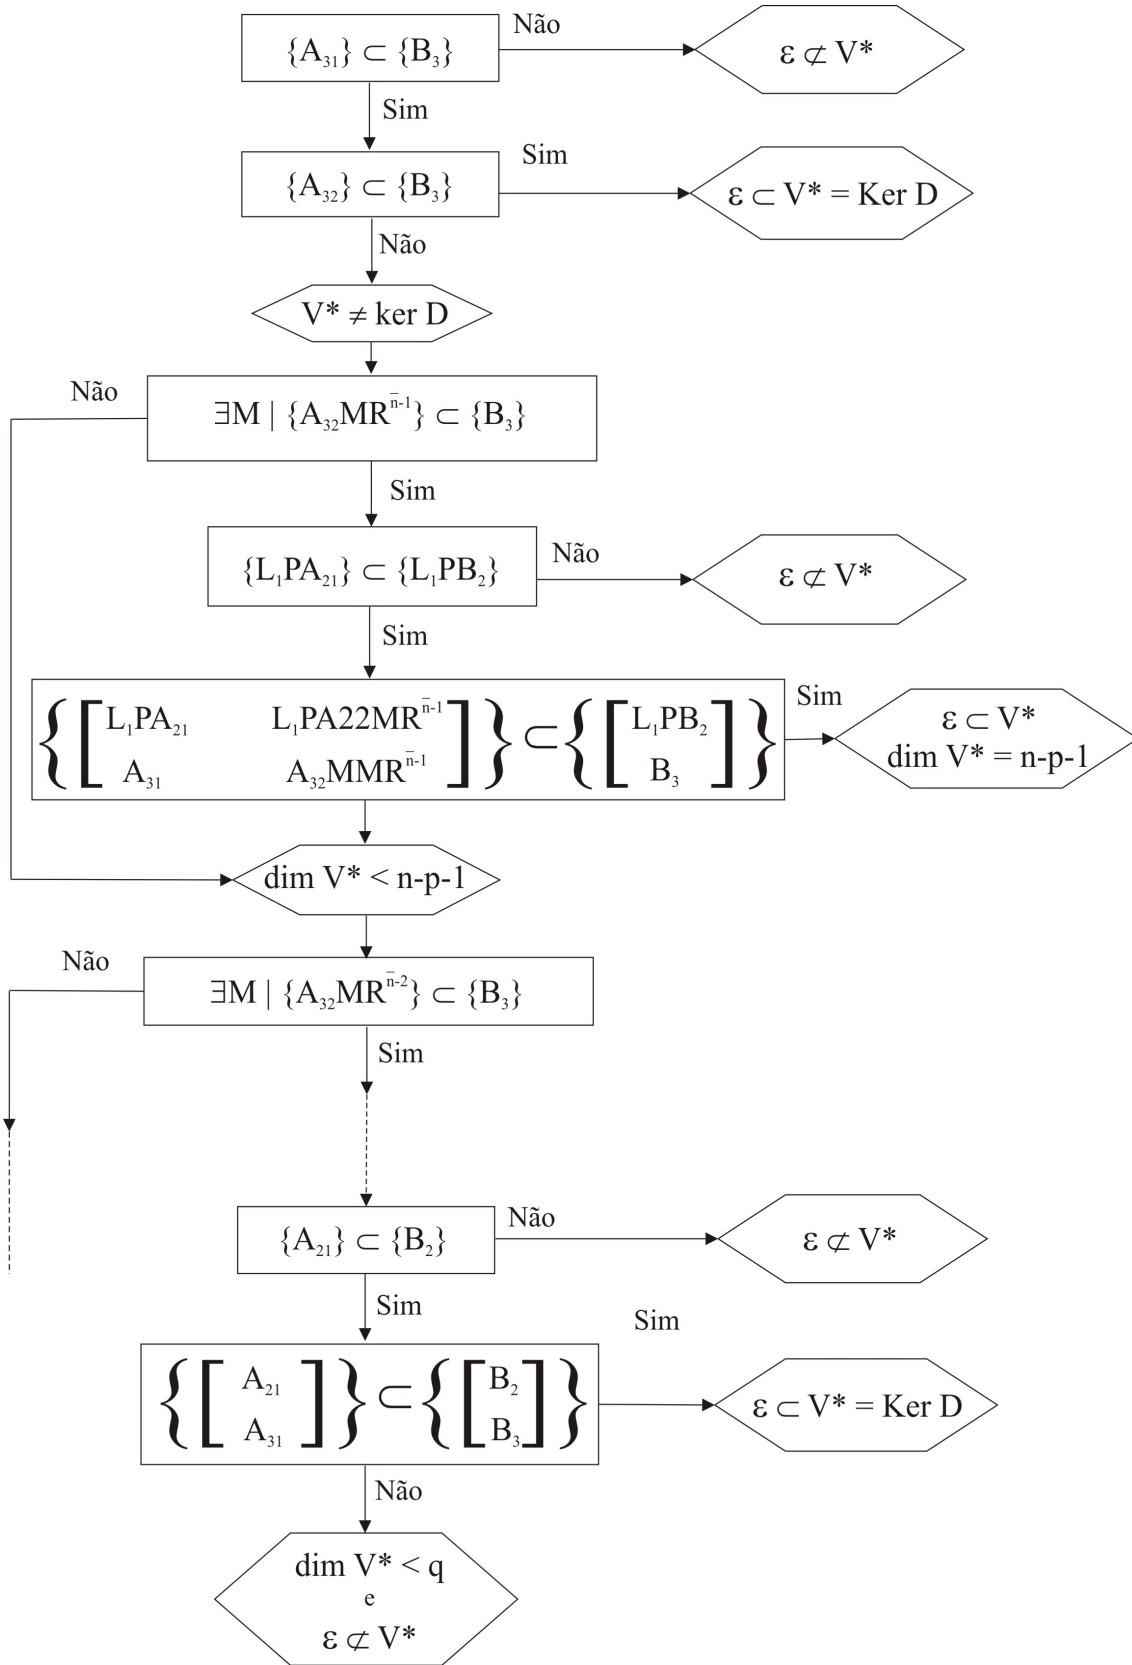 {A₃₁} ⊂ {B₃}
Não
ε ⊄ V*
Sim
{A₃₂} ⊂ {B₃}
Sim
ε ⊂ V* = Ker D
Não
V* ≠ ker D
Não
∃M | {A₃₂MR^n̄-1} ⊂ {B₃}
Sim
{L₁PA₂₁} ⊂ {L₁PB₂}
Não
ε ⊄ V*
Sim
{[L₁PA₂₁ L₁PA22MR^n̄-1
A₃₁ A₃₂MMR^n̄-1]} ⊂ {[L₁PB₂
B₃]}
Sim
ε ⊂ V*
dim V* = n-p-1
dim V* < n-p-1
Não
∃M | {A₃₂MR^n̄-2} ⊂ {B₃}
Sim
{A₂₁} ⊂ {B₂}
Não
ε ⊄ V*
Sim
{[A₂₁
A₃₁]} ⊂ {[B₂
B₃]}
Sim
ε ⊂ V* = Ker D
Não
dim V* < q
e
ε ⊄ V*